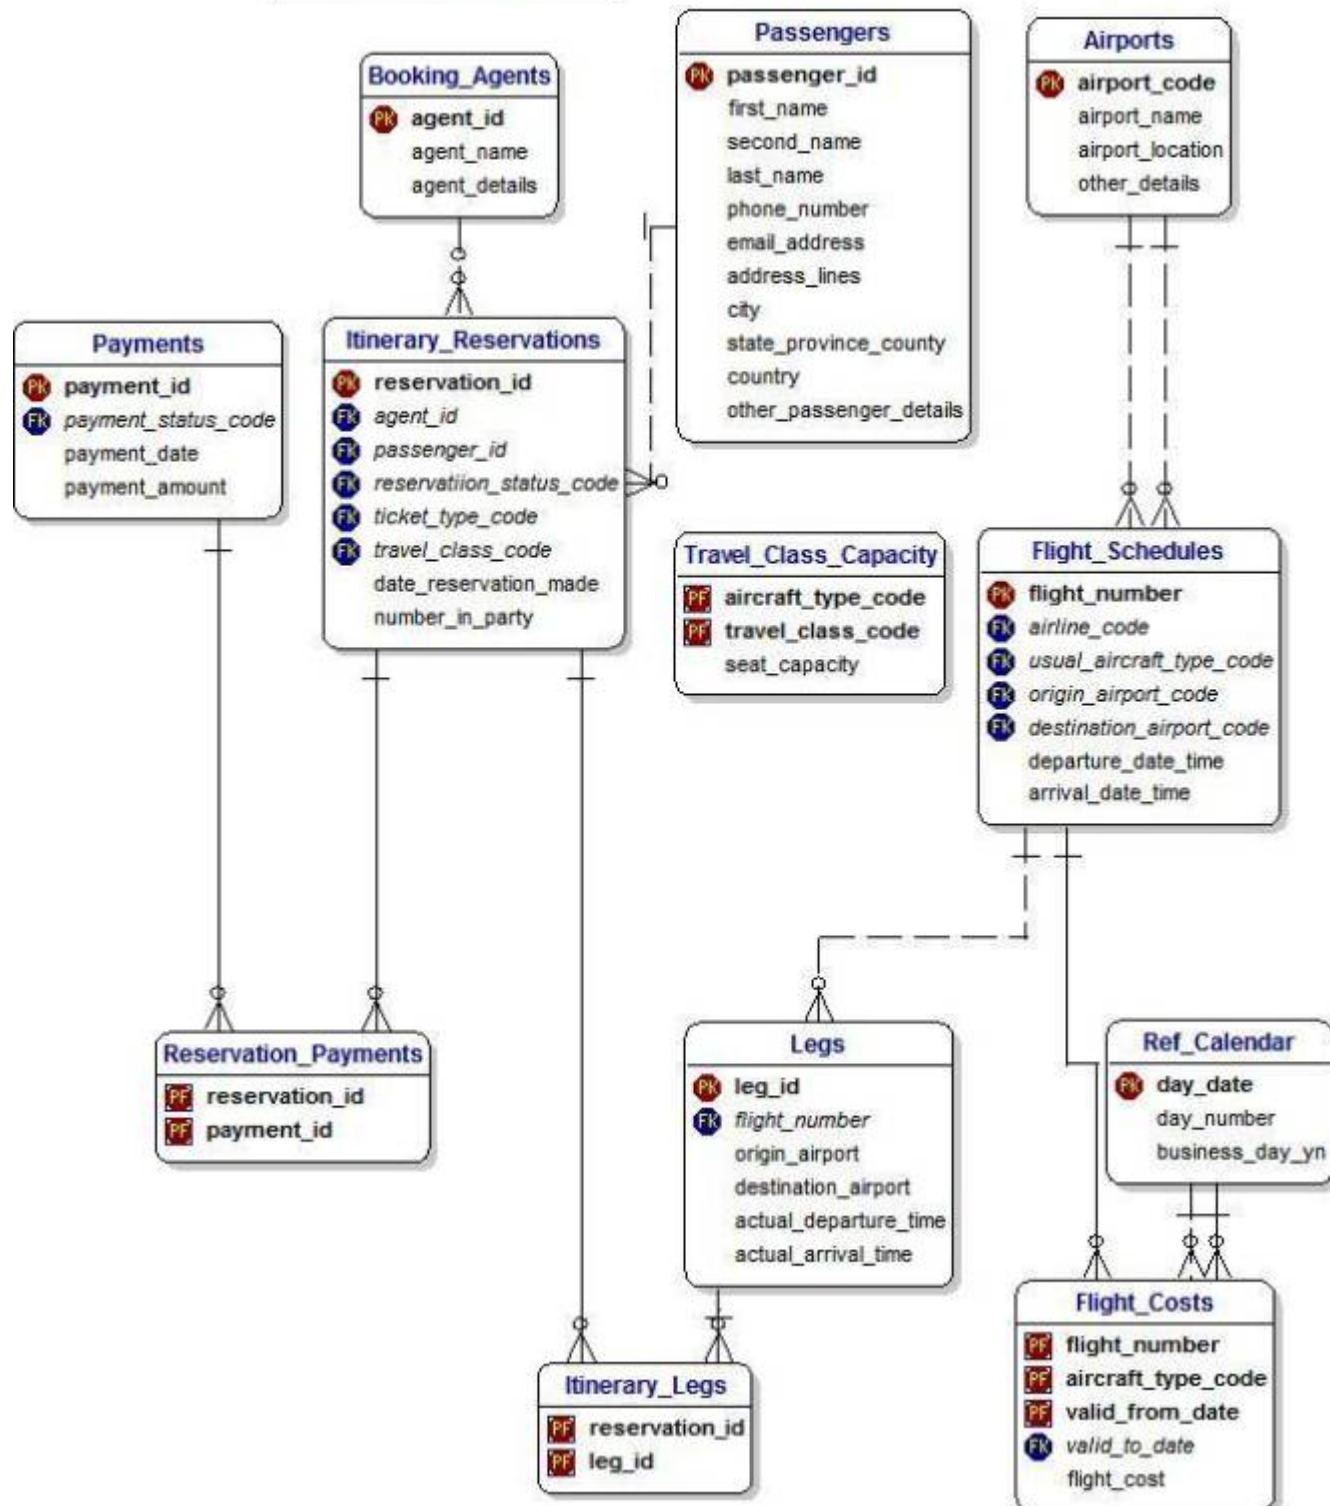 Booking_Agents
PK agent_id
agent_name
agent_details
Passengers
PK passenger_id
first_name
second_name
last_name
phone_number
email_address
address_lines
city
state_province_county
country
other_passenger_details
Airports
PK airport_code
airport_name
airport_location
other_details
Payments
PK payment_id
FK payment_status_code
payment_date
payment_amount
Itinerary_Reservations
PK reservation_id
FK agent_id
FK passenger_id
FK reservatiion_status_code
FK ticket_type_code
FK travel_class_code
date_reservation_made
number_in_party
Travel_Class_Capacity
PF aircraft_type_code
PF travel_class_code
seat_capacity
Flight_Schedules
PK flight_number
FK airline_code
FK usual_aircraft_type_code
FK origin_airport_code
FK destination_airport_code
departure_date_time
arrival_date_time
Reservation_Payments
PF reservation_id
PF payment_id
Legs
PK leg_id
FK flight_number
origin_airport
destination_airport
actual_departure_time
actual_arrival_time
Ref_Calendar
PK day_date
day_number
business_day_yn
Itinerary_Legs
PF reservation_id
PF leg_id
Flight_Costs
PF flight_number
PF aircraft_type_code
PF valid_from_date
FK valid_to_date
flight_cost